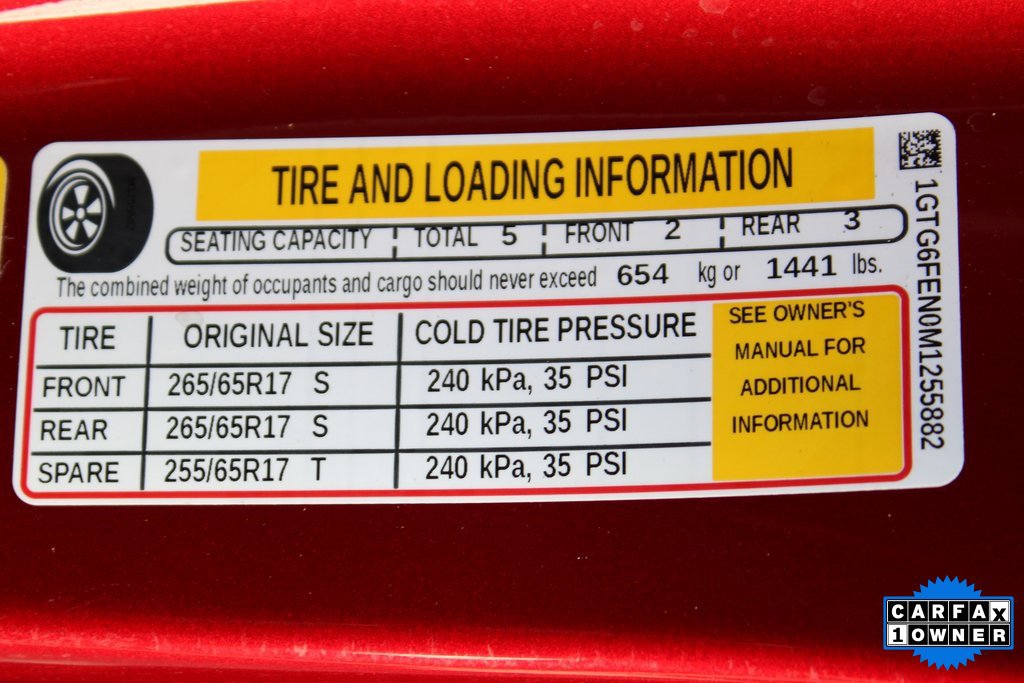 TIRE AND LOADING INFORMATION
SEATING CAPACITY TOTAL 5 FRONT 2 REAR 3
The combined weight of occupants and cargo should never exceed 654 kg or 1441 lbs.
TIRE ORIGINAL SIZE COLD TIRE PRESSURE
FRONT 265/65R17 S 240 kPa, 35 PSI
REAR 265/65R17 S 240 kPa, 35 PSI
SPARE 255/65R17 T 240 kPa, 35 PSI
SEE OWNER'S
MANUAL FOR
ADDITIONAL
INFORMATION
1GTG6FEN0M1255882
CARFAX
1 OWNER